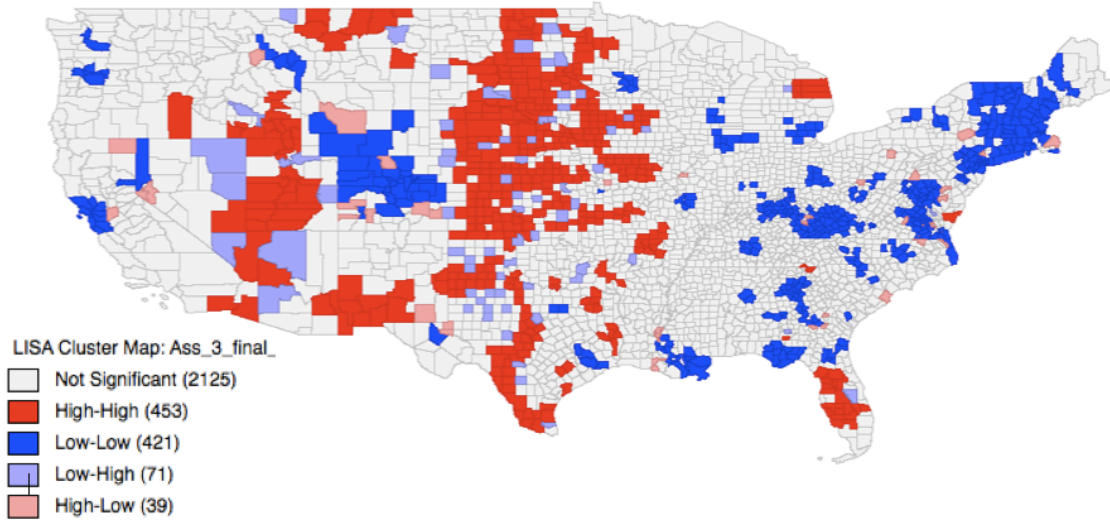 LISA Cluster Map: Ass_3_final_
Not Significant (2125)
High-High (453)
Low-Low (421)
Low-High (71)
High-Low (39)